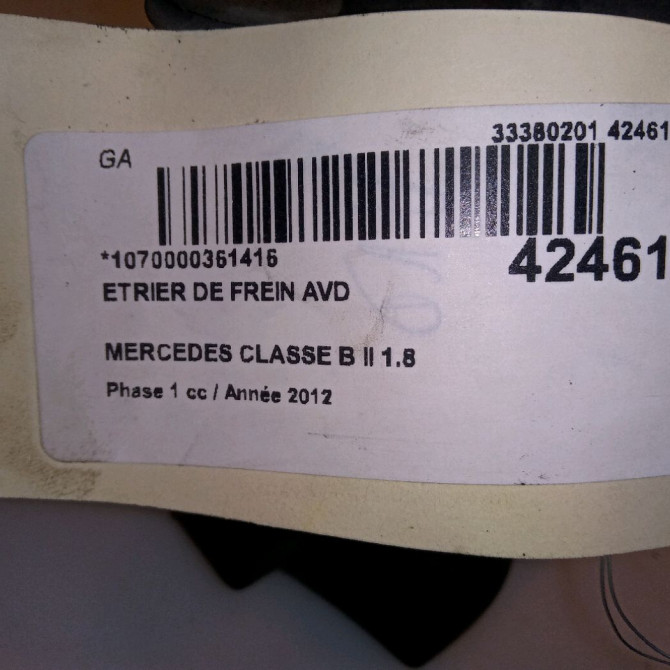 33380201 42461
GA
*1070000361416
42461
ETRIER DE FREIN AVD
MERCEDES CLASSE B II 1.8
Phase 1 cc / Année 2012